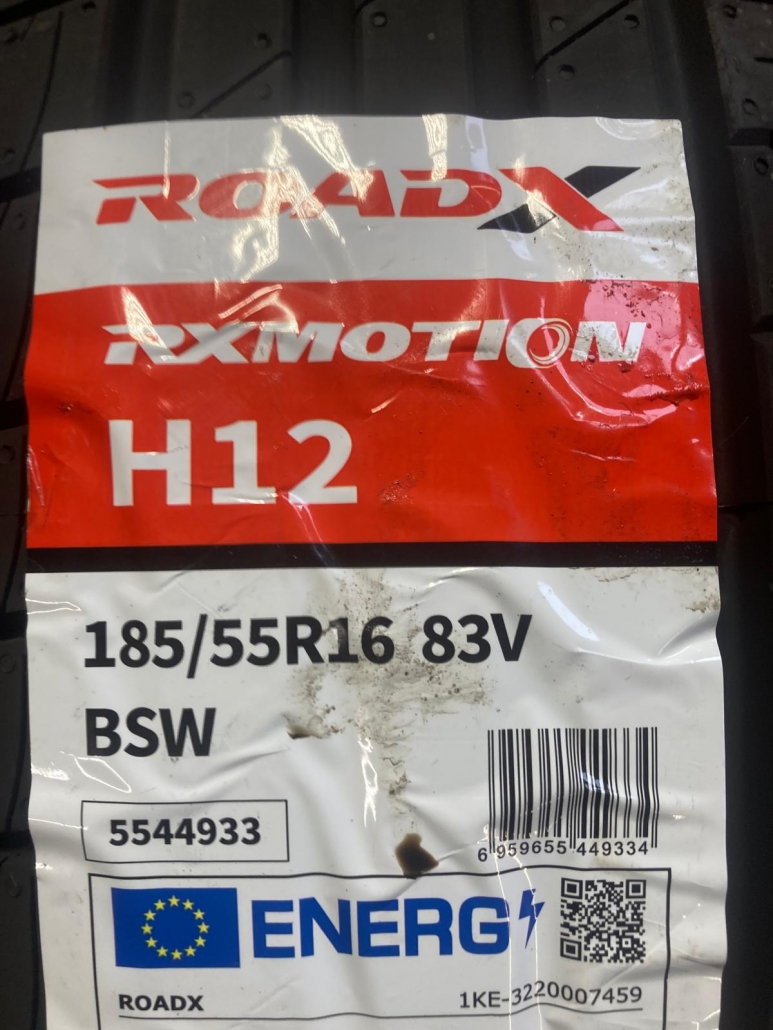 ROADX
RXMOTION
H12
185/55R16 83V
BSW
5544933
6 959655 449334
ENERG
ROADX 1KE-3220007459